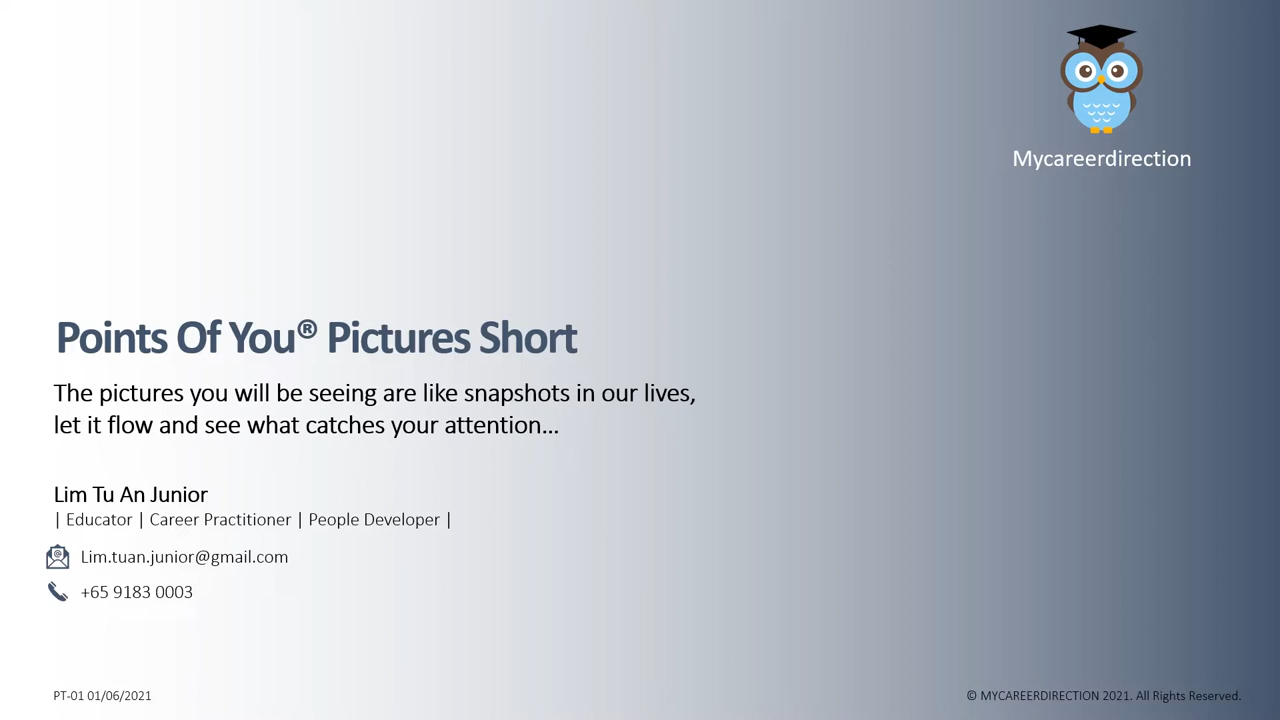 Mycareerdirection
Points Of You® Pictures Short
The pictures you will be seeing are like snapshots in our lives,
let it flow and see what catches your attention...
Lim Tu An Junior
| Educator | Career Practitioner | People Developer |
Lim.tuan.junior@gmail.com
+65 9183 0003
PT-01 01/06/2021
© MYCAREERDIRECTION 2021. All Rights Reserved.